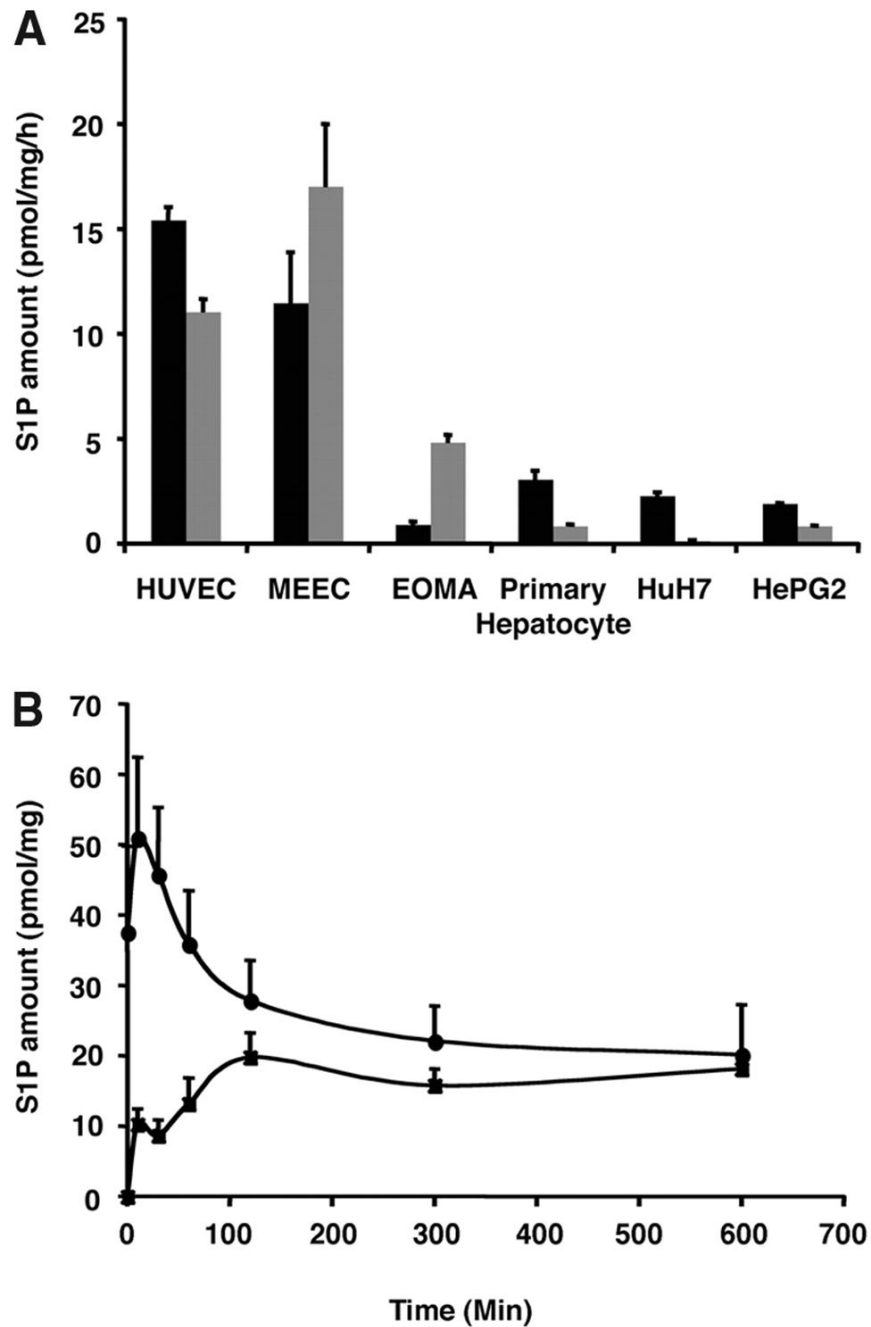 A
S1P amount (pmol/mg/h)
25
20
15
10
5
0
HUVEC MEEC EOMA Primary Hepatocyte HuH7 HePG2
B
S1P amount (pmol/mg)
70
60
50
40
30
20
10
0
0 100 200 300 400 500 600 700
Time (Min)